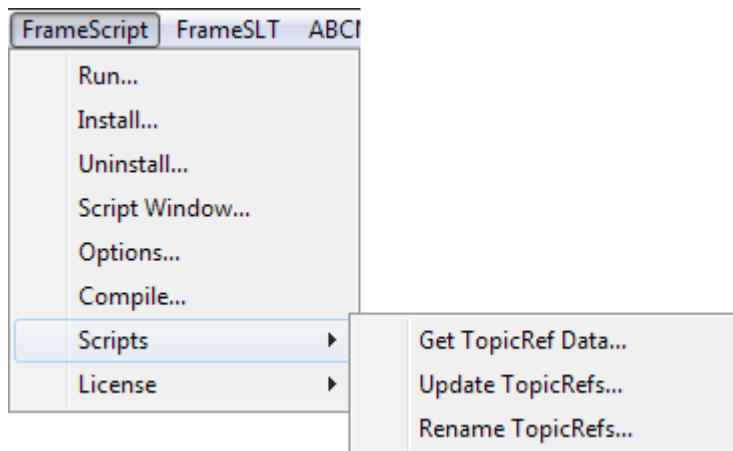 FrameScript FrameSLT
Run...
Install...
Uninstall...
Script Window...
Options...
Compile...
Scripts
License
Get TopicRef Data...
Update TopicRefs...
Rename TopicRefs...